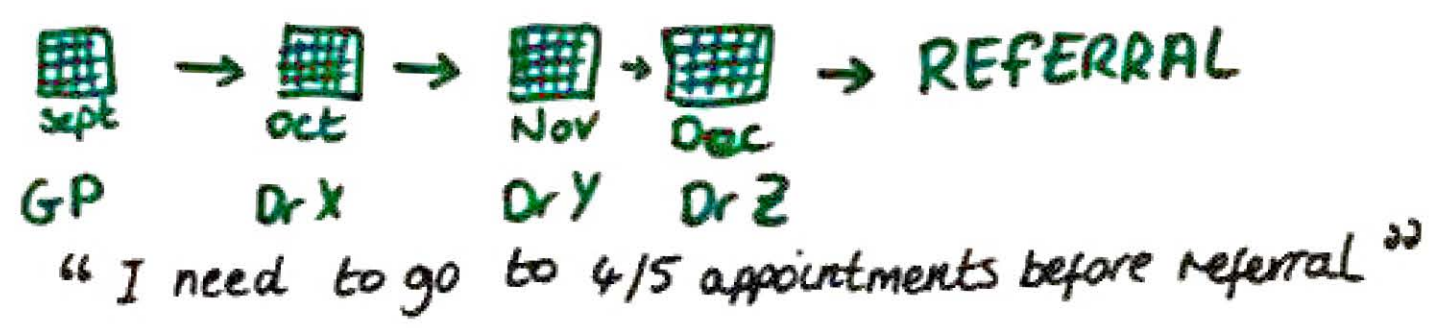 sept → oct → Nov → Dec → REFERRAL
GP Dr X Dr Y Dr Z
“ I need to go to 4/5 appointments before referral ”